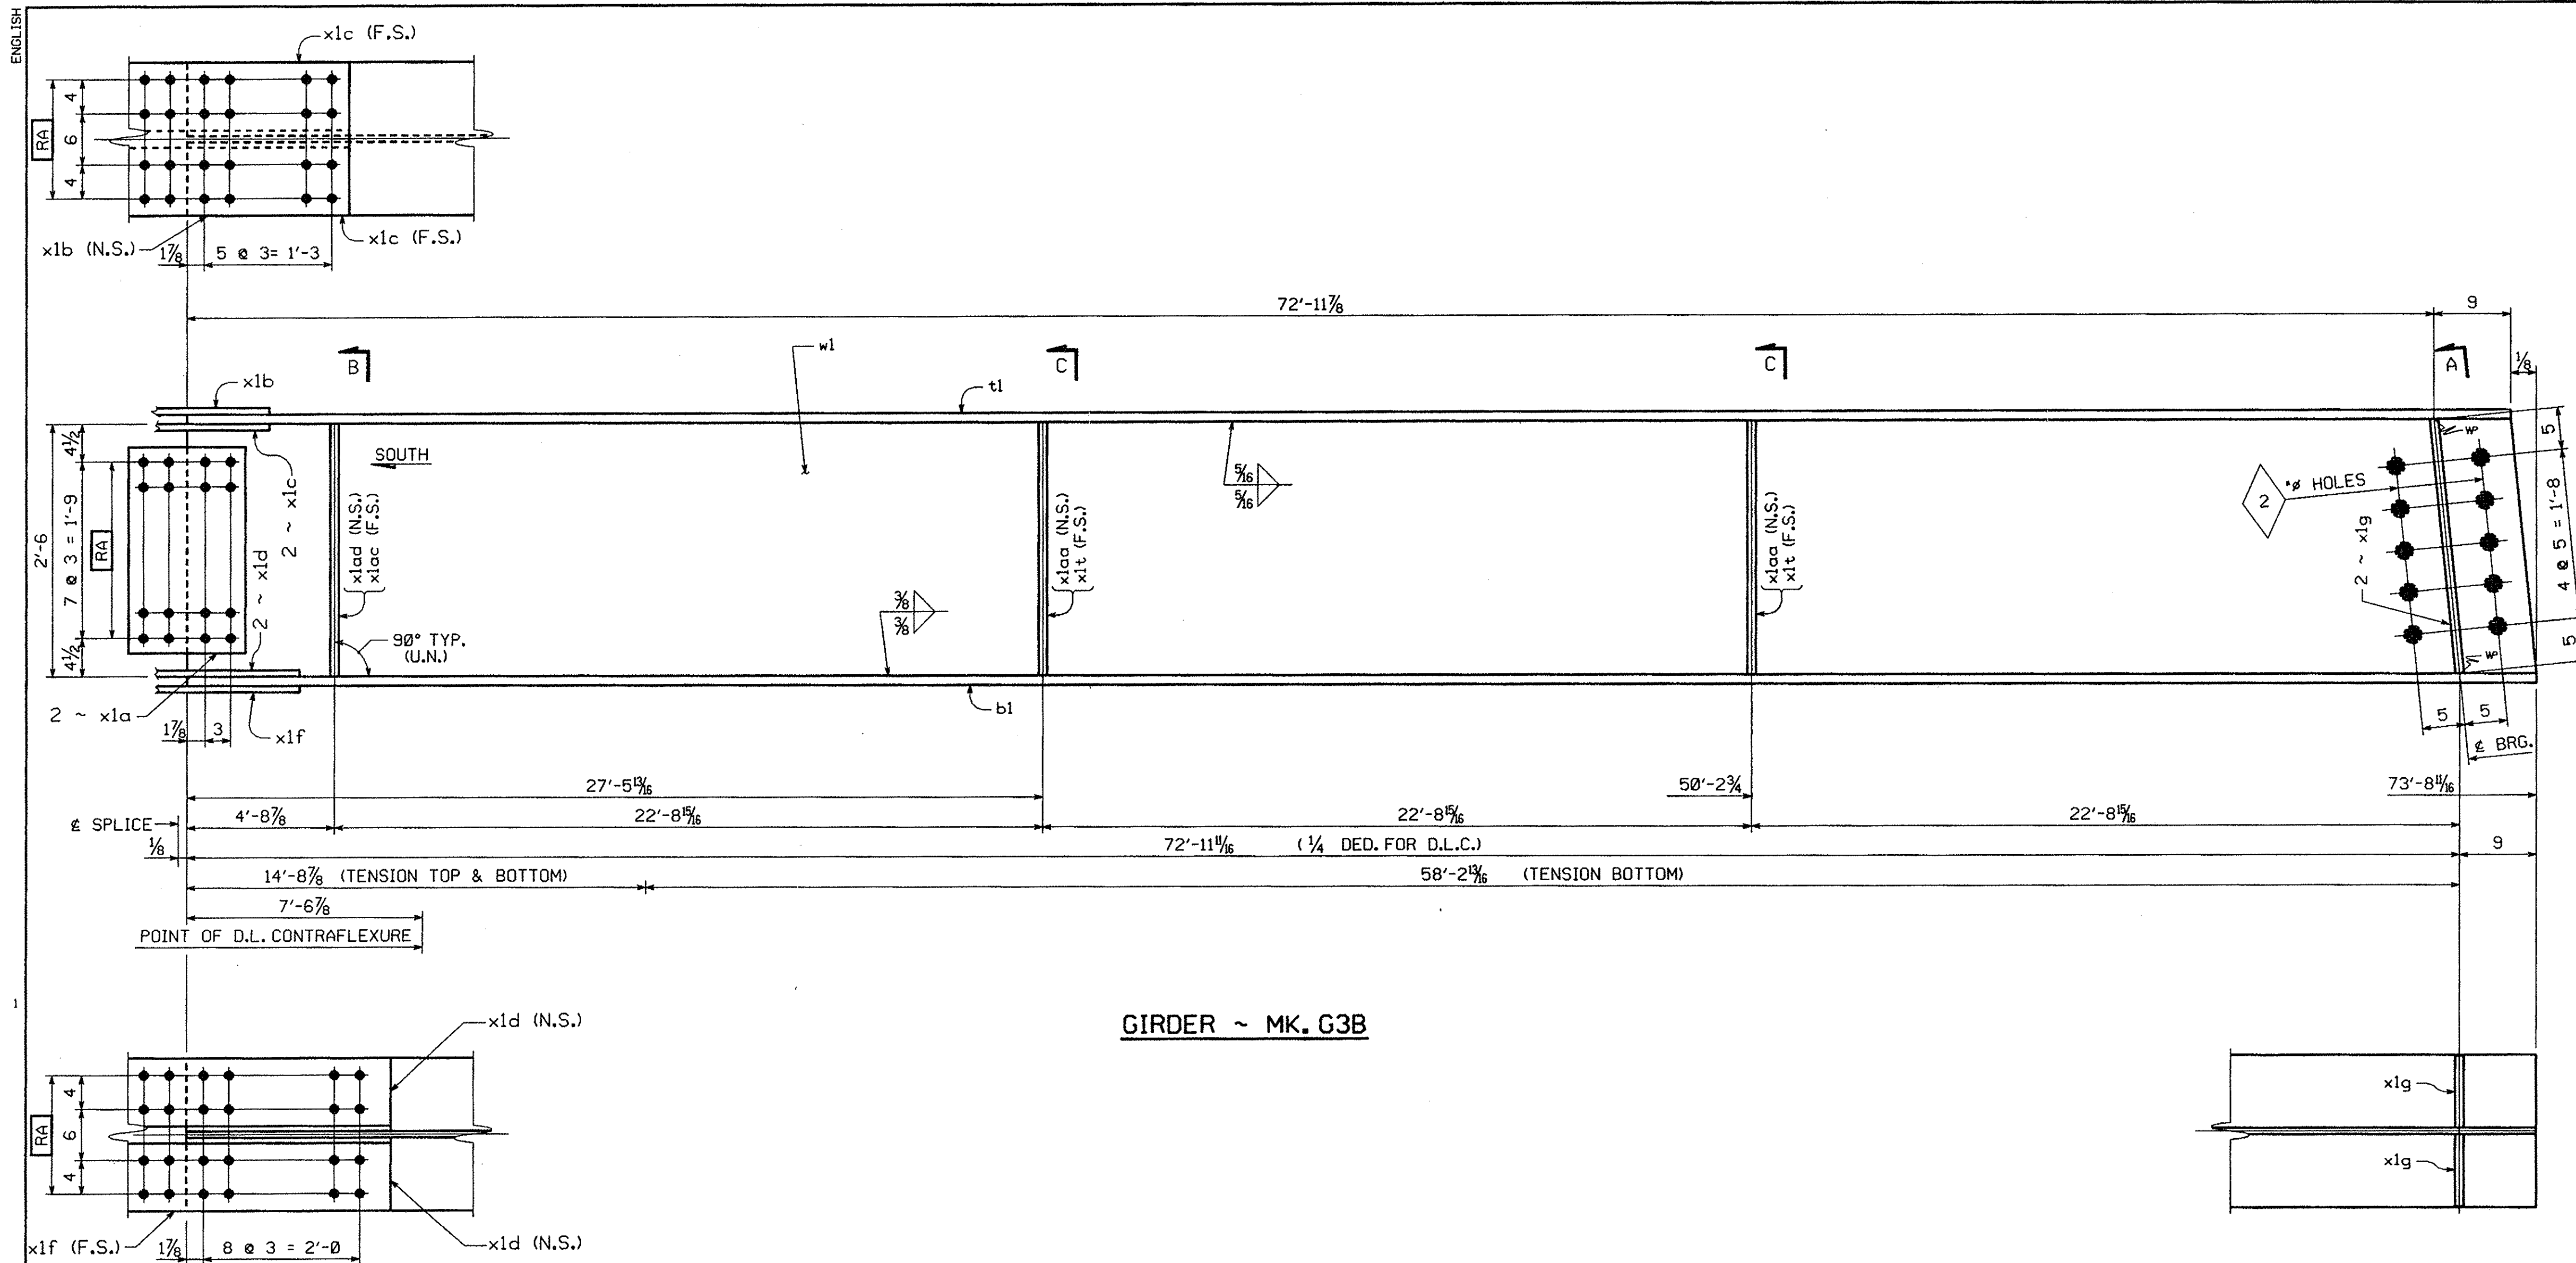 ENGLISH
x1c (F.S.)
4
6
4
RA
x1b (N.S.)
x1c (F.S.)
1⅞
5 @ 3= 1'-3
72'-11⅞
9
⅛
B
C
C
A
w1
t1
x1b
2'-6
4½
7 @ 3 = 1'-9
4½
RA
SOUTH
2 ~ x1c
2 ~ x1d
x1ad (N.S.)
x1ac (F.S.)
90° TYP.
(U.N.)
5/16
5/16
3/8
3/8
x1aa (N.S.)
x1t (F.S.)
x1aa (N.S.)
x1t (F.S.)
2
"ø HOLES
2 ~ x1g
WP
WP
5
4 @ 5 = 1'-8
5
5
5
₵ BRG.
2 ~ x1a
1⅞
3
x1f
b1
27'-5 13/16
50'-2¾
73'-8 11/16
₵ SPLICE
4'-8⅞
22'-8 15/16
22'-8 15/16
22'-8 15/16
⅛
72'-11 11/16 (¼ DED. FOR D.L.C.)
9
14'-8⅞ (TENSION TOP & BOTTOM)
58'-2 13/16 (TENSION BOTTOM)
7'-6⅞
POINT OF D.L. CONTRAFLEXURE
1
GIRDER ~ MK. G3B
x1d (N.S.)
4
6
4
RA
x1f (F.S.)
1⅞
8 @ 3 = 2'-0
x1d (N.S.)
x1g
x1g